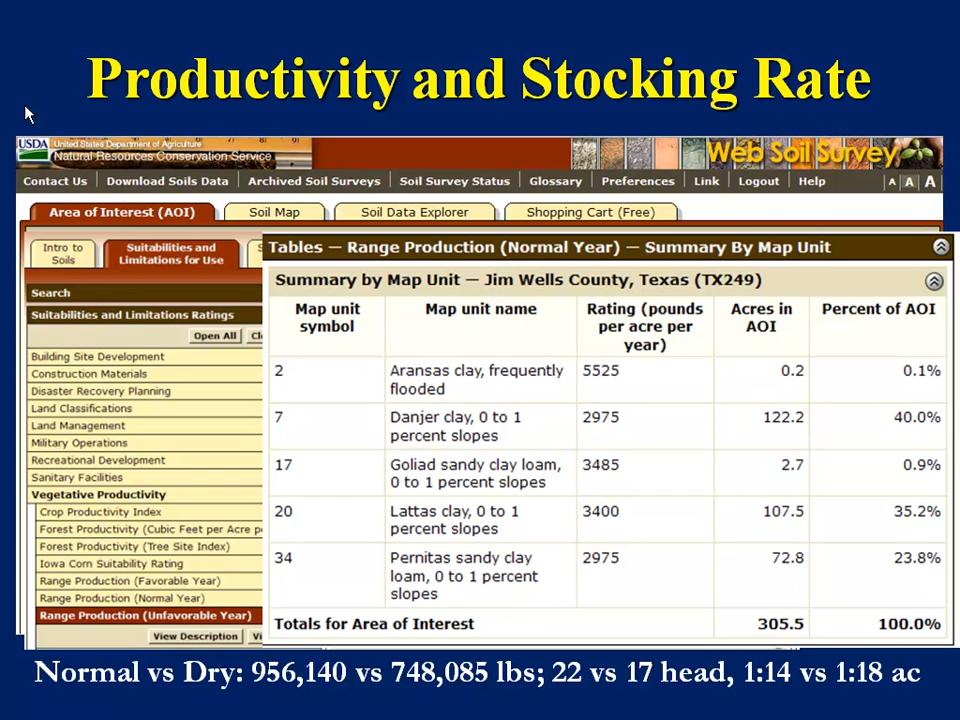 Productivity and Stocking Rate
USDA United States Department of Agriculture
Natural Resources Conservation Service
Web Soil Survey
Contact Us | Download Soils Data | Archived Soil Surveys | Soil Survey Status | Glossary | Preferences | Link | Logout | Help | A A A
Area of Interest (AOI) Soil Map Soil Data Explorer Shopping Cart (Free)
Intro to Soils
Suitabilities and Limitations for Use
Search
Suitabilities and Limitations Ratings
Open All
Building Site Development
Construction Materials
Disaster Recovery Planning
Land Classifications
Land Management
Military Operations
Recreational Development
Sanitary Facilities
Vegetative Productivity
Crop Productivity Index
Forest Productivity (Cubic Feet per Acre
Forest Productivity (Tree Site Index)
Iowa Corn Suitability Rating
Range Production (Favorable Year)
Range Production (Normal Year)
Range Production (Unfavorable Year)
View Description
Tables — Range Production (Normal Year) — Summary By Map Unit
Summary by Map Unit — Jim Wells County, Texas (TX249)
Map unit symbol Map unit name Rating (pounds per acre per year) Acres in AOI Percent of AOI
2 Aransas clay, frequently flooded 5525 0.2 0.1%
7 Danjer clay, 0 to 1 percent slopes 2975 122.2 40.0%
17 Goliad sandy clay loam, 0 to 1 percent slopes 3485 2.7 0.9%
20 Lattas clay, 0 to 1 percent slopes 3400 107.5 35.2%
34 Pernitas sandy clay loam, 0 to 1 percent slopes 2975 72.8 23.8%
Totals for Area of Interest 305.5 100.0%
Normal vs Dry: 956,140 vs 748,085 lbs; 22 vs 17 head, 1:14 vs 1:18 ac